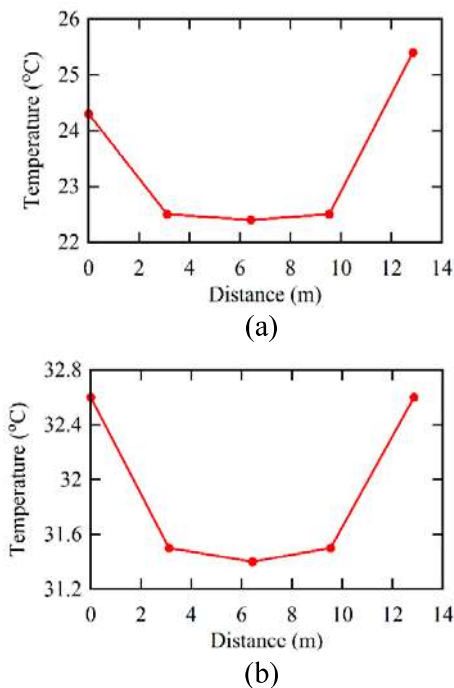 26
25
24
23
22
Temperature (°C)
0 2 4 6 8 10 12 14
Distance (m)
(a)
32.8
32.4
32
31.6
31.2
Temperature (°C)
0 2 4 6 8 10 12 14
Distance (m)
(b)